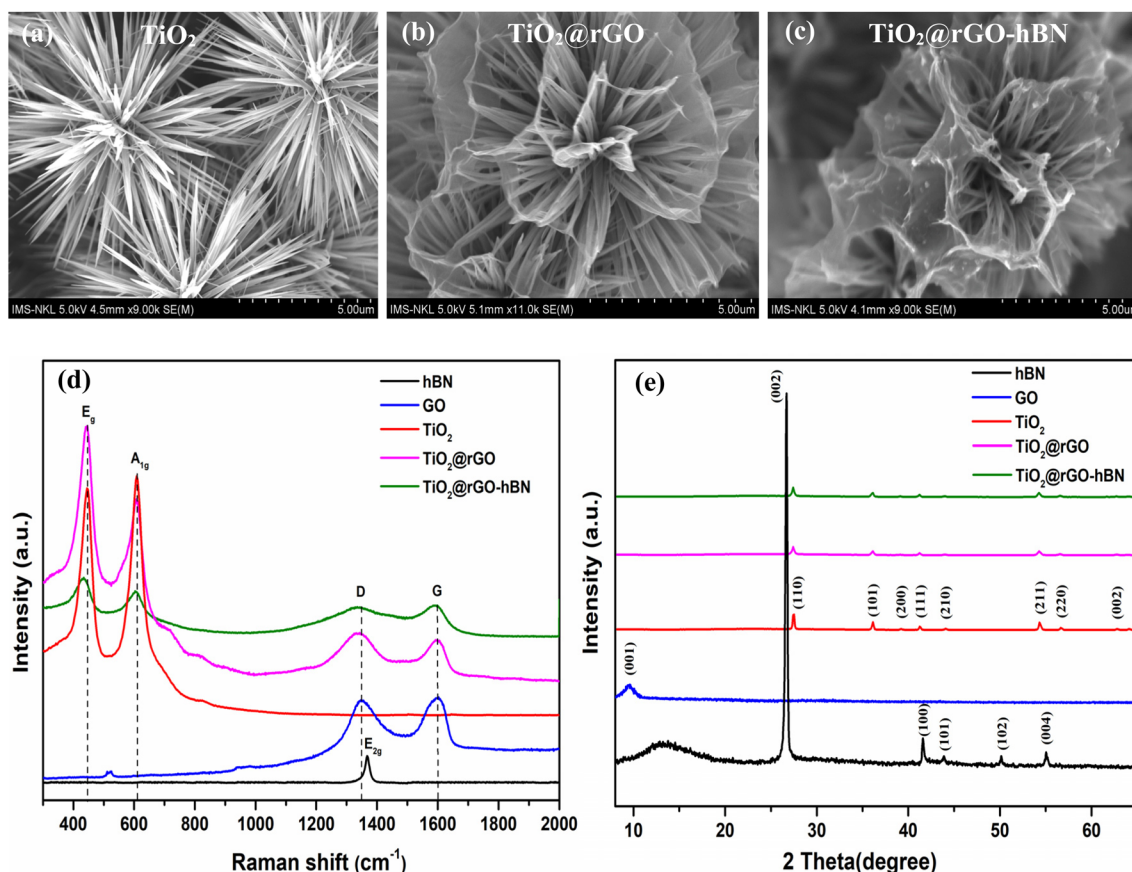 (a) TiO₂
IMS-NKL 5.0kV 4.5mm x9.00k SE(M) 5.00um
(b) TiO₂@rGO
IMS-NKL 5.0kV 5.1mm x11.0k SE(M) 5.00um
(c) TiO₂@rGO-hBN
IMS-NKL 5.0kV 4.1mm x9.00k SE(M) 5.00um
(d)
hBN
GO
TiO₂
TiO₂@rGO
TiO₂@rGO-hBN
E_g
A_1g
D
G
E_2g
Intensity (a.u.)
400 600 800 1000 1200 1400 1600 1800 2000
Raman shift (cm⁻¹)
(e)
hBN
GO
TiO₂
TiO₂@rGO
TiO₂@rGO-hBN
(002)
(110) (101) (200) (111) (210) (211) (220) (002)
(001)
(100) (101) (102) (004)
Intensity (a.u.)
10 20 30 40 50 60
2 Theta(degree)